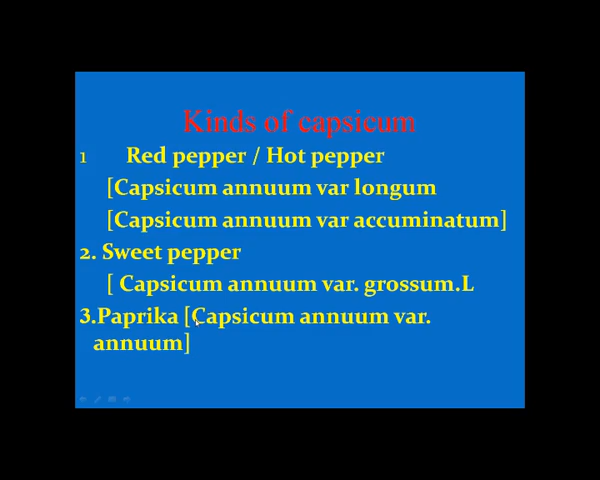 Kinds of capsicum
1 Red pepper / Hot pepper
[Capsicum annuum var longum
[Capsicum annuum var accuminatum]
2. Sweet pepper
[ Capsicum annuum var. grossum.L
3.Paprika [Capsicum annuum var.
annuum]